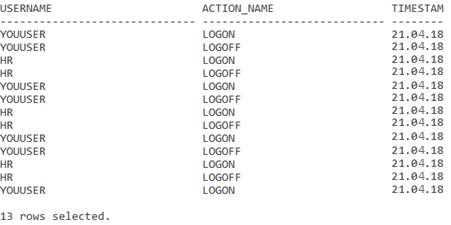 USERNAME ACTION_NAME TIMESTAM
------------------------------ ---------------------------- --------
YOUUSER LOGON 21.04.18
YOUUSER LOGOFF 21.04.18
HR LOGON 21.04.18
HR LOGOFF 21.04.18
YOUUSER LOGON 21.04.18
YOUUSER LOGOFF 21.04.18
HR LOGON 21.04.18
HR LOGOFF 21.04.18
YOUUSER LOGON 21.04.18
YOUUSER LOGOFF 21.04.18
HR LOGON 21.04.18
HR LOGOFF 21.04.18
YOUUSER LOGON 21.04.18
13 rows selected.